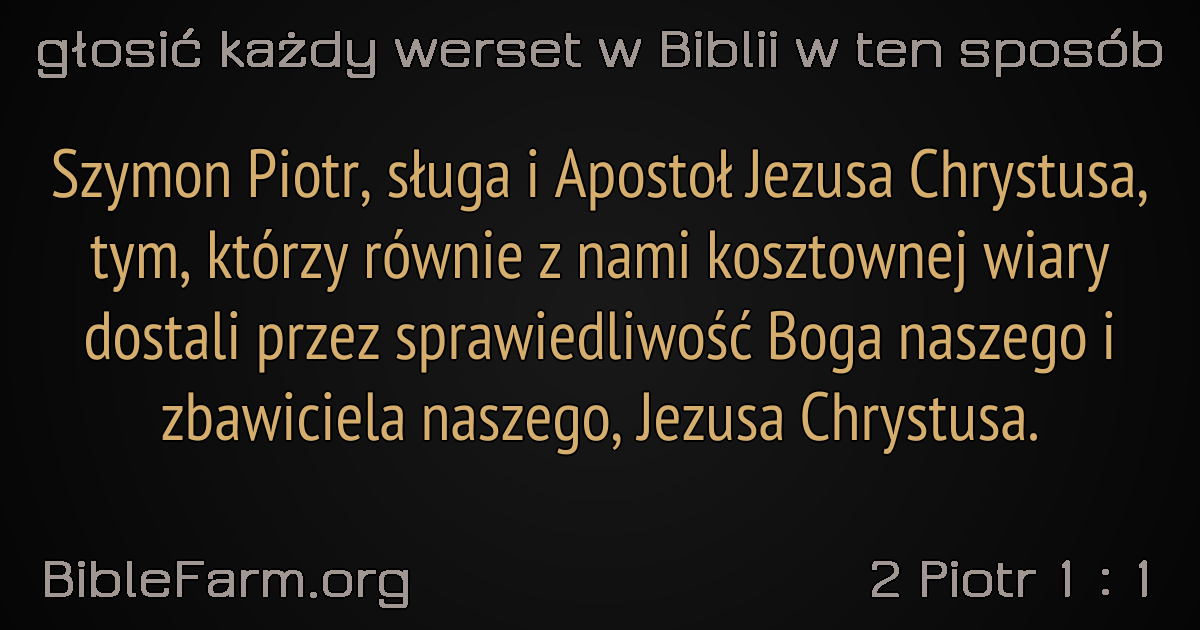 głosić każdy werset w Biblii w ten sposób
Szymon Piotr, sługa i Apostoł Jezusa Chrystusa,
tym, którzy równie z nami kosztownej wiary
dostali przez sprawiedliwość Boga naszego i
zbawiciela naszego, Jezusa Chrystusa.
BibleFarm.org
2 Piotr 1 : 1